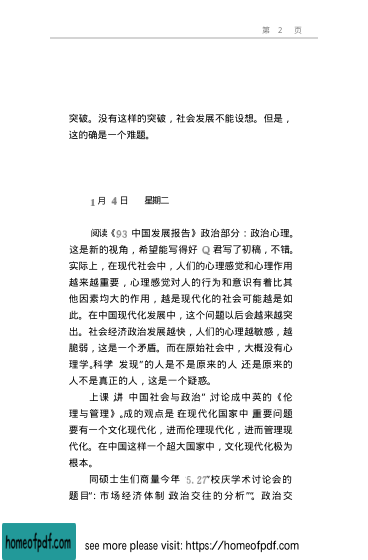 第 2 页
突破。没有这样的突破，社会发展不能设想。但是，
这的确是一个难题。
1 月 4 日 星期二
阅读《93 中国发展报告》政治部分：政治心理。
这是新的视角，希望能写得好 Q 君写了初稿，不错。
实际上，在现代社会中，人们的心理感觉和心理作用
越来越重要，心理感觉对人的行为和意识有着比其
他因素均大的作用，越是现代化的社会可能越是如
此。在中国现代化发展中，这个问题以后会越来越突
出。社会经济政治发展越快，人们的心理越敏感，越
脆弱，这是一个矛盾。而在原始社会中，大概没有心
理学。科学 发现”的人是不是原来的人 还是原来的
人不是真正的人，这是一个疑惑。
上课 讲 中国社会与政治” 讨论成中英的《伦
理与管理》。成的观点是 在现代化国家中 重要问题
要有一个文化现代化，进而伦理现代化，进而管理现
代化。在中国这样一个超大国家中，文化现代化极为
根本。
同硕士生们商量今年 5.27”校庆学术讨论会的
题目“：市场经济体制 政治交往的分析””。政治交
homeofpdf.com
see more please visit: https://homeofpdf.com